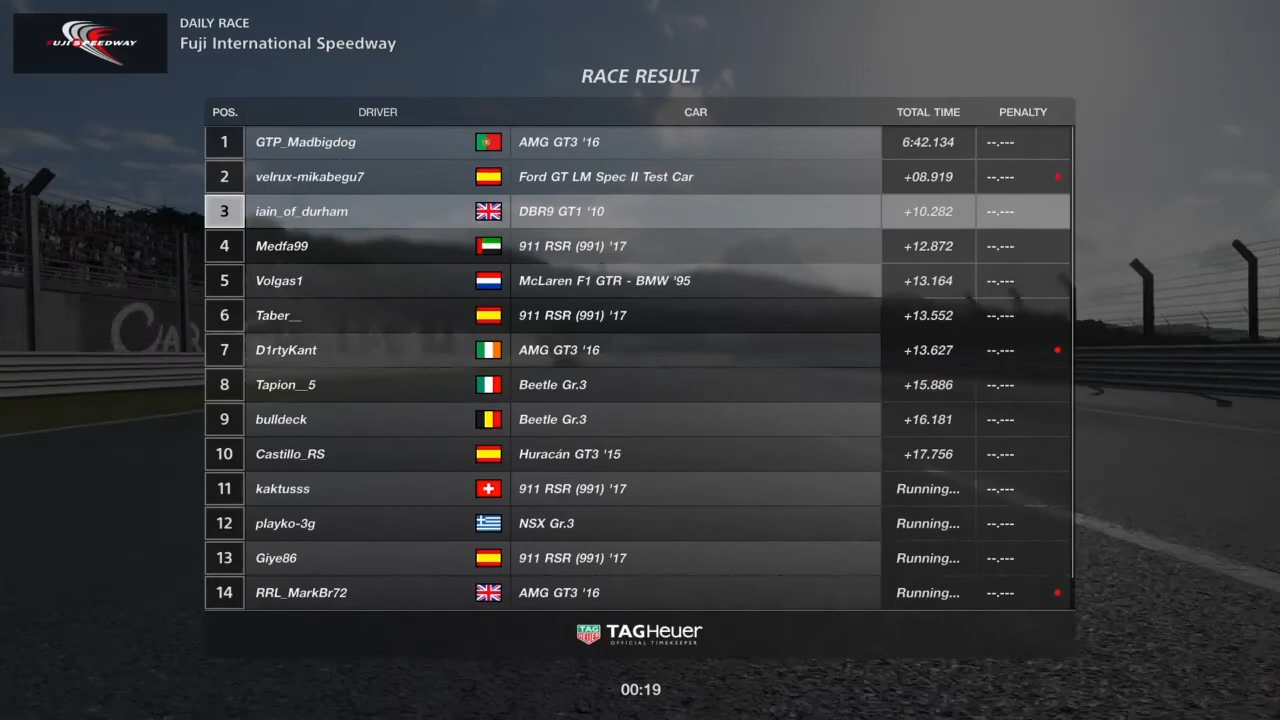 FUJI SPEEDWAY
DAILY RACE
Fuji International Speedway
RACE RESULT
POS. DRIVER CAR TOTAL TIME PENALTY
1 GTP_Madbigdog AMG GT3 '16 6:42.134 --.---
2 velrux-mikabegu7 Ford GT LM Spec II Test Car +08.919 --.---
3 iain_of_durham DBR9 GT1 '10 +10.282 --.---
4 Medfa99 911 RSR (991) '17 +12.872 --.---
5 Volgas1 McLaren F1 GTR - BMW '95 +13.164 --.---
6 Taber__ 911 RSR (991) '17 +13.552 --.---
7 D1rtyKant AMG GT3 '16 +13.627 --.---
8 Tapion__5 Beetle Gr.3 +15.886 --.---
9 bulldeck Beetle Gr.3 +16.181 --.---
10 Castillo_RS Huracán GT3 '15 +17.756 --.---
11 kaktusss 911 RSR (991) '17 Running... --.---
12 playko-3g NSX Gr.3 Running... --.---
13 Giye86 911 RSR (991) '17 Running... --.---
14 RRL_MarkBr72 AMG GT3 '16 Running... --.---
TAG HEUER TAGHeuer
OFFICIAL TIMEKEEPER
00:19